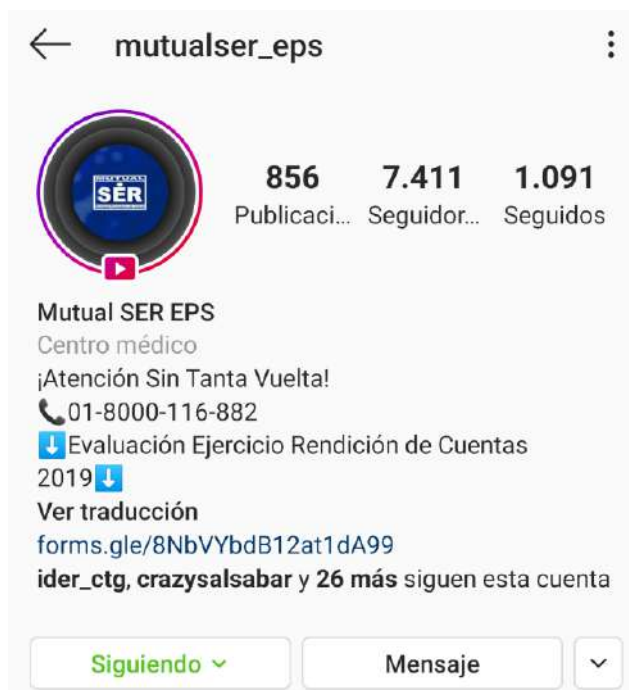 mutualser_eps
MUTUAL
SER
856 7.411 1.091
Publicaci... Seguidor... Seguidos
Mutual SER EPS
Centro médico
¡Atención Sin Tanta Vuelta!
📞01-8000-116-882
⬇️Evaluación Ejercicio Rendición de Cuentas
2019⬇️
Ver traducción
forms.gle/8NbVYbdB12at1dA99
ider_ctg, crazysalsabar y 26 más siguen esta cuenta
Siguiendo Mensaje